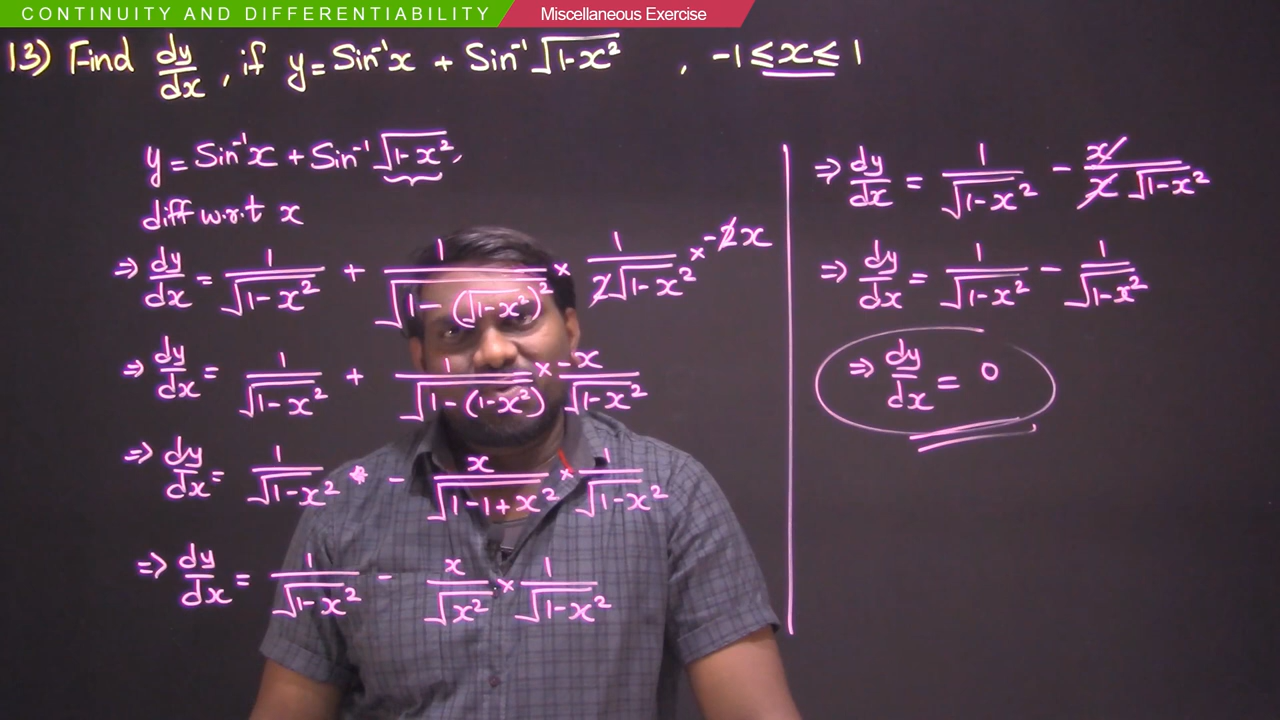 CONTINUITY AND DIFFERENTIABILITY Miscellaneous Exercise
13) Find dy/dx, if y = Sin⁻¹x + Sin⁻¹ √(1-x²) , -1 ≤ x ≤ 1
y = Sin⁻¹x + Sin⁻¹ √(1-x²),
diff w.r.t x
⇒ dy/dx = 1/√(1-x²) + 1/√(1-(√(1-x²))²) × 1/(2√(1-x²)) × -2x
⇒ dy/dx = 1/√(1-x²) + 1/√(1-(1-x²)) × -x/√(1-x²)
⇒ dy/dx = 1/√(1-x²) - x/√(1-1+x²) × 1/√(1-x²)
⇒ dy/dx = 1/√(1-x²) - x/√(x²) × 1/√(1-x²)
⇒ dy/dx = 1/√(1-x²) - x/(x√(1-x²))
⇒ dy/dx = 1/√(1-x²) - 1/√(1-x²)
⇒ dy/dx = 0